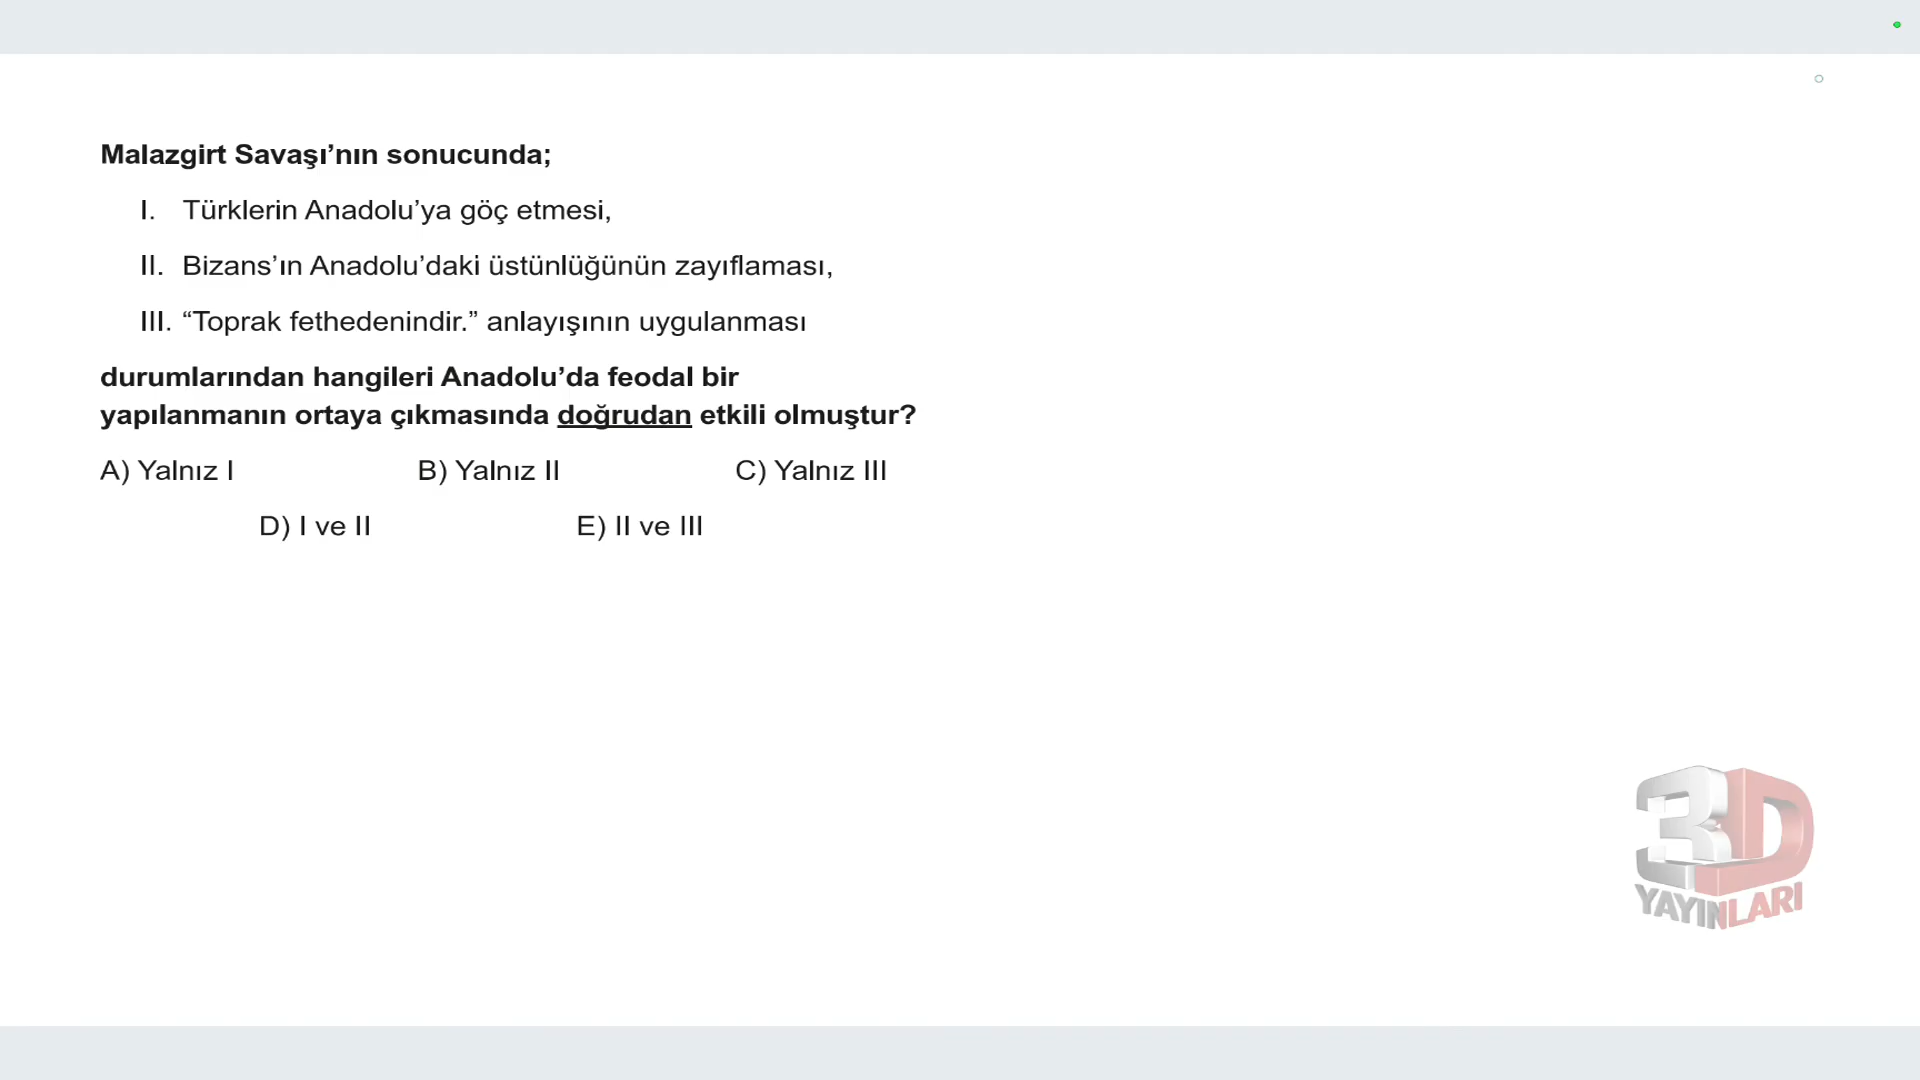 Malazgirt Savaşı’nın sonucunda;
I. Türklerin Anadolu’ya göç etmesi,
II. Bizans’ın Anadolu’daki üstünlüğünün zayıflaması,
III. “Toprak fethedenindir.” anlayışının uygulanması
durumlarından hangileri Anadolu’da feodal bir
yapılanmanın ortaya çıkmasında doğrudan etkili olmuştur?
A) Yalnız I B) Yalnız II C) Yalnız III
D) I ve II E) II ve III
3D
YAYINLARI